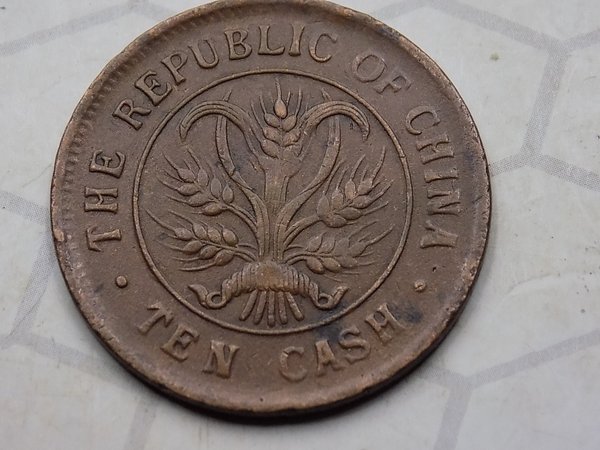 THE REPUBLIC OF CHINA
TEN CASH